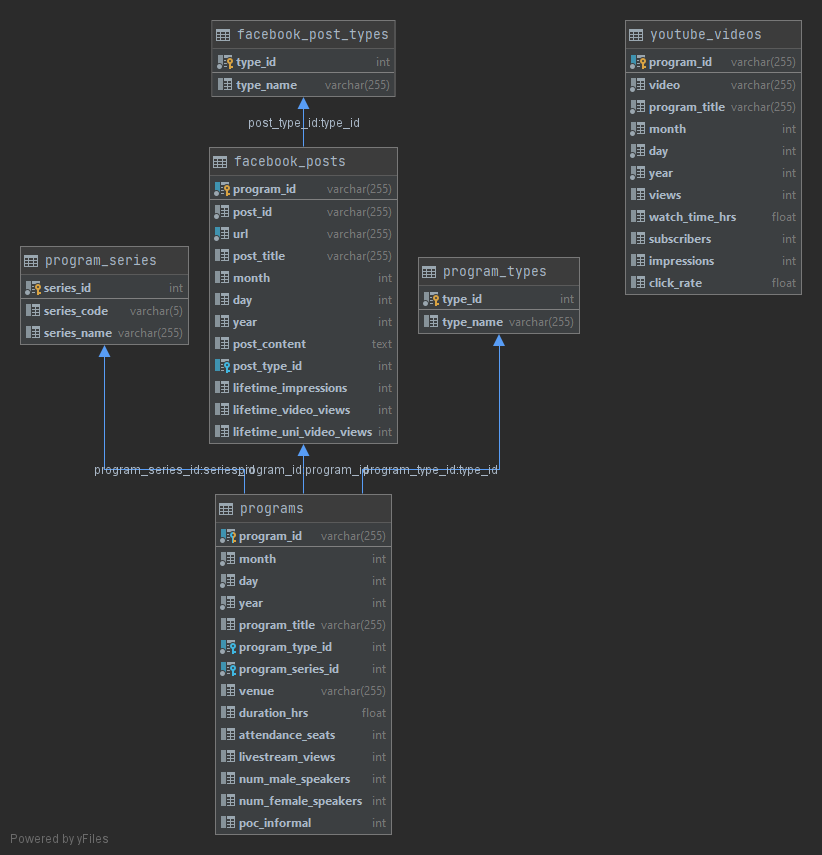 facebook_post_types
type_id int
type_name varchar(255)
post_type_id:type_id
facebook_posts
program_id varchar(255)
post_id varchar(255)
url varchar(255)
post_title varchar(255)
month int
day int
year int
post_content text
post_type_id int
lifetime_impressions int
lifetime_video_views int
lifetime_uni_video_views int
youtube_videos
program_id varchar(255)
video varchar(255)
program_title varchar(255)
month int
day int
year int
views int
watch_time_hrs float
subscribers int
impressions int
click_rate float
program_series
series_id int
series_code varchar(5)
series_name varchar(255)
program_types
type_id int
type_name varchar(255)
program_series_id:series_id
program_id:program_id
program_type_id:type_id
programs
program_id varchar(255)
month int
day int
year int
program_title varchar(255)
program_type_id int
program_series_id int
venue varchar(255)
duration_hrs float
attendance_seats int
livestream_views int
num_male_speakers int
num_female_speakers int
poc_informal int
Powered by yFiles